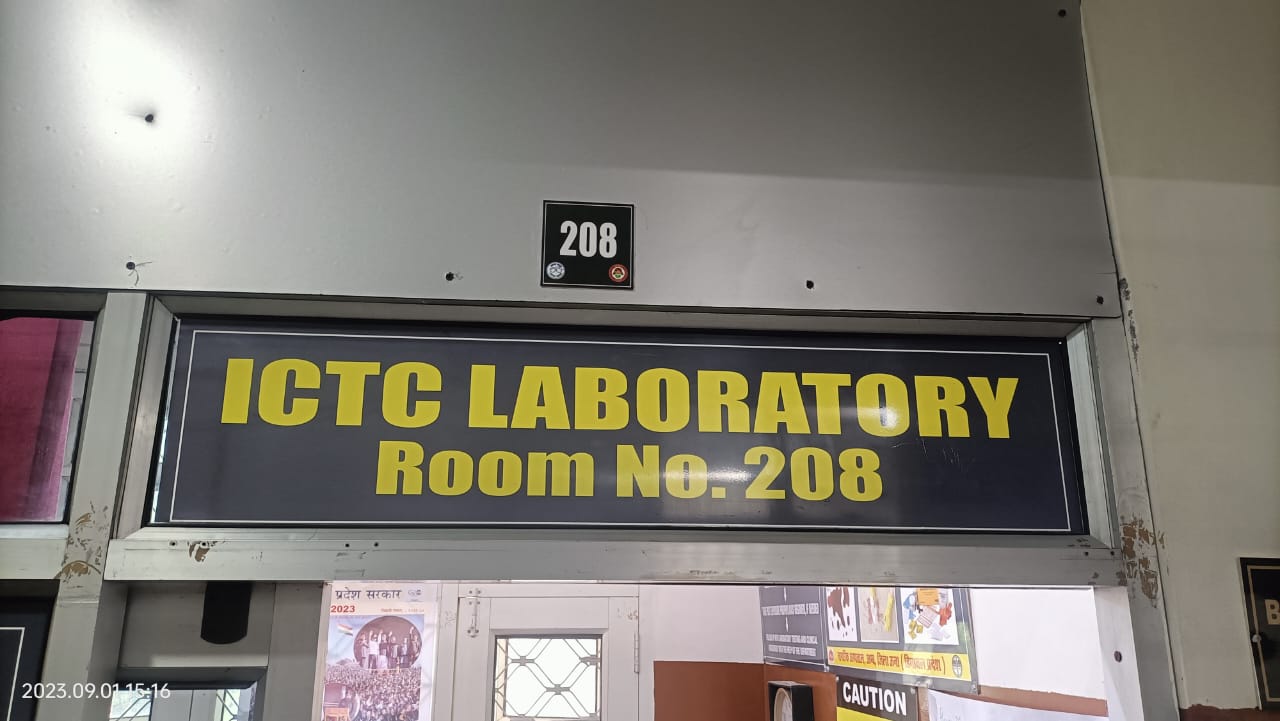 208
ICTC LABORATORY
Room No. 208
प्रदेश सरकार
2023
CAUTION
2023.09.01 15:16